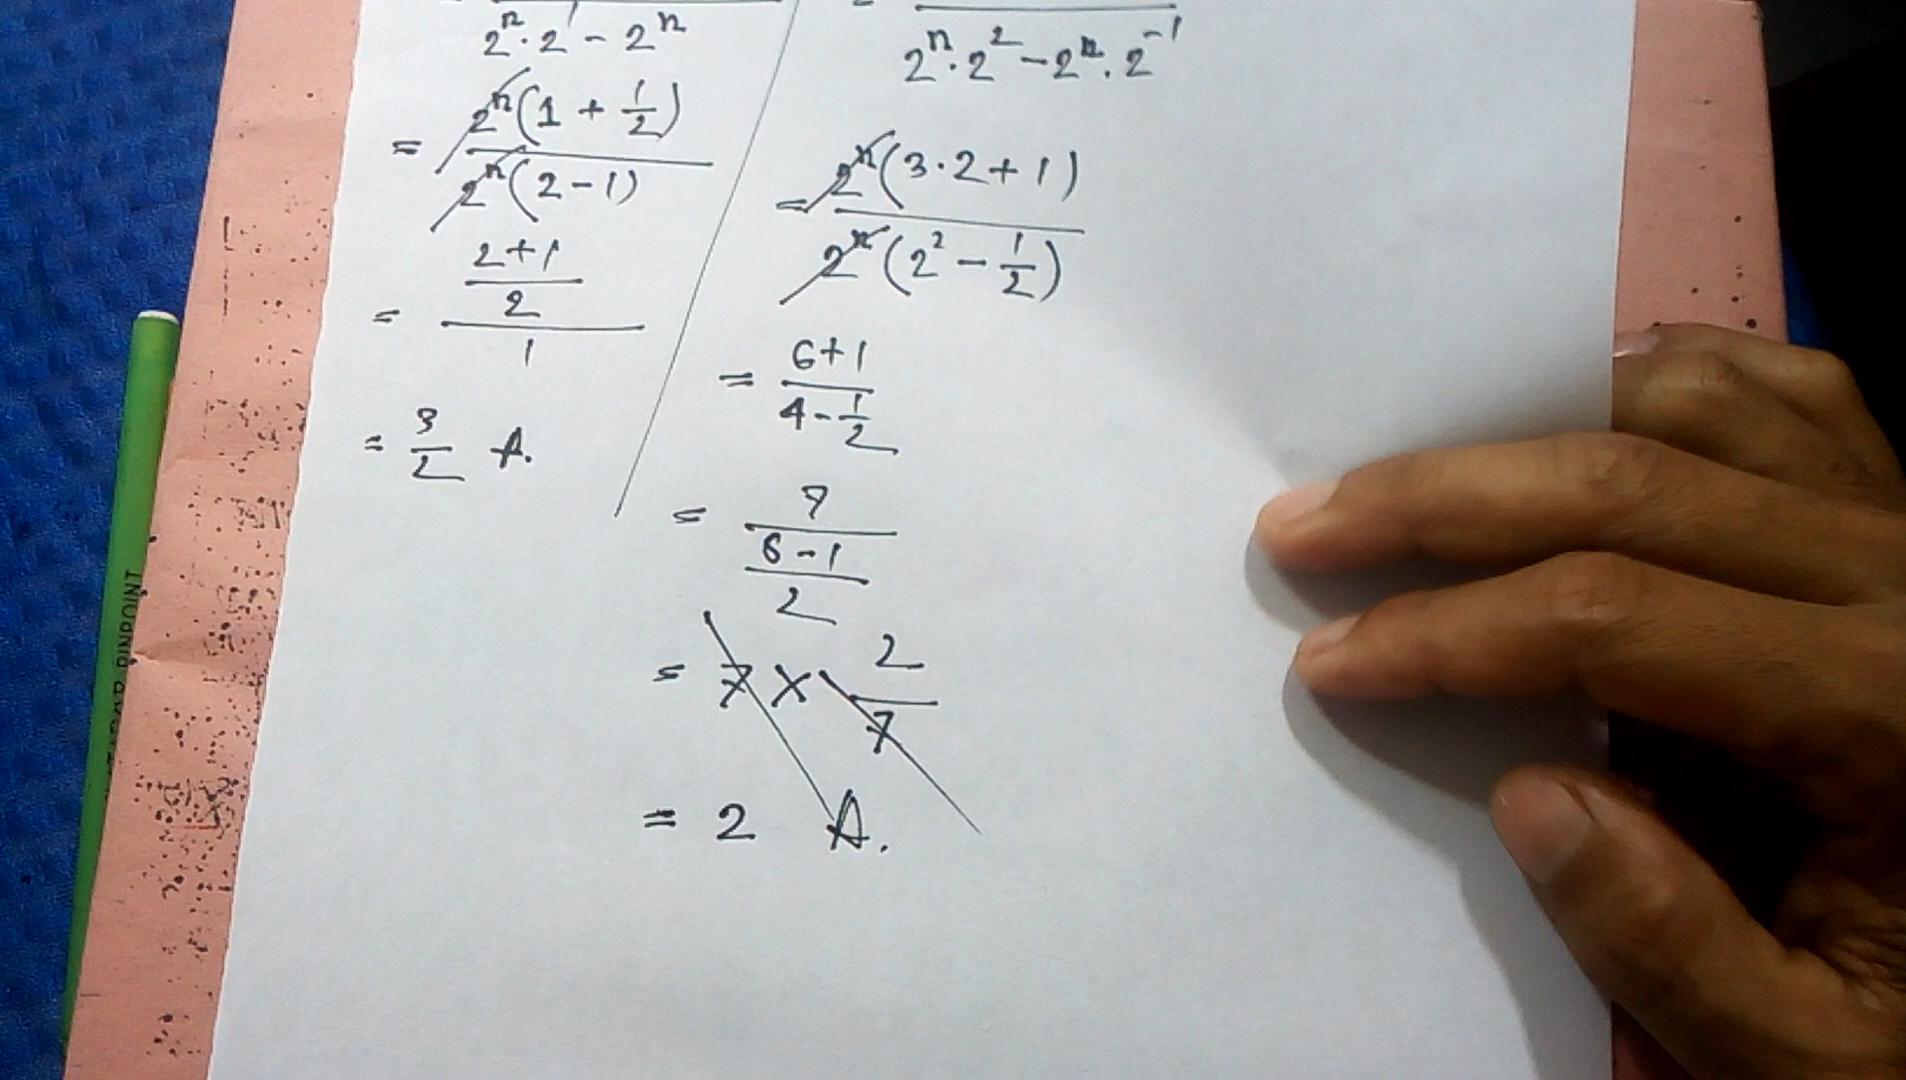 2ⁿ·2¹ - 2ⁿ
= 2ⁿ(1 + 1/2) / 2ⁿ(2-1)
= (2+1)/2 / 1
= 3/2 A.
= / 2ⁿ·2² - 2ⁿ·2⁻¹
= 2ⁿ(3·2+1) / 2ⁿ(2² - 1/2)
= 6+1 / 4 - 1/2
= 7 / (8-1)/2
= 7 × 2/7
= 2 A.
PINPOINT